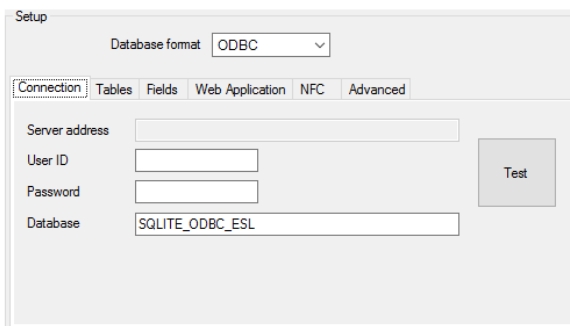 Setup
Database format ODBC
Connection Tables Fields Web Application NFC Advanced
Server address
User ID
Test
Password
Database SQLITE_ODBC_ESL